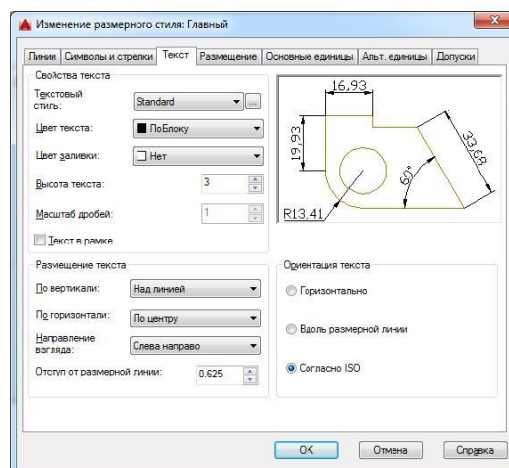 Изменение размерного стиля: Главный
Линии Символы и стрелки Текст Размещение Основные единицы Альт. единицы Допуски
Свойства текста
Текстовый стиль: Standard ...
Цвет текста: ПоБлоку
Цвет заливки: Нет
Высота текста: 3
Масштаб дробей: 1
Текст в рамке
16,93
19,93
33,68
60°
R13,41
Размещение текста
По вертикали: Над линией
По горизонтали: По центру
Направление взгляда: Слева направо
Отступ от размерной линии: 0.625
Ориентация текста
Горизонтально
Вдоль размерной линии
Согласно ISO
OK Отмена Справка